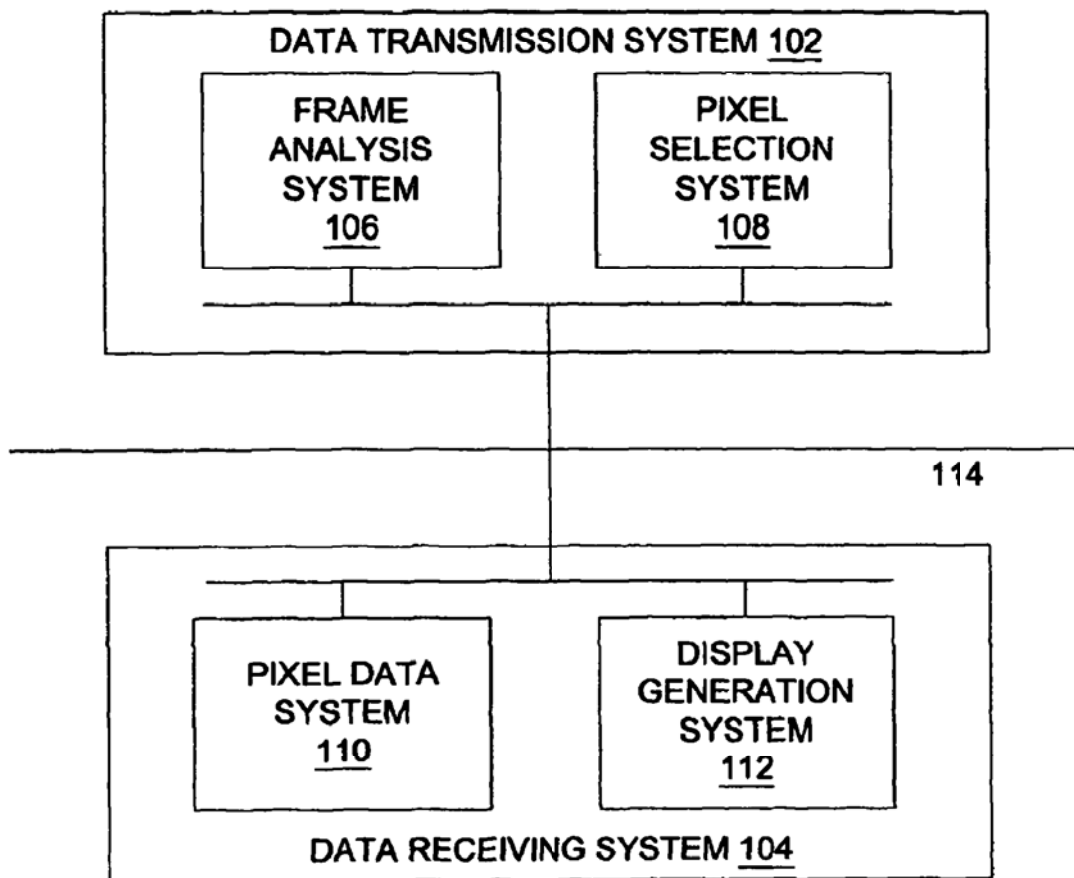 DATA TRANSMISSION SYSTEM 102
FRAME
ANALYSIS
SYSTEM
106
PIXEL
SELECTION
SYSTEM
108
114
PIXEL DATA
SYSTEM
110
DISPLAY
GENERATION
SYSTEM
112
DATA RECEIVING SYSTEM 104